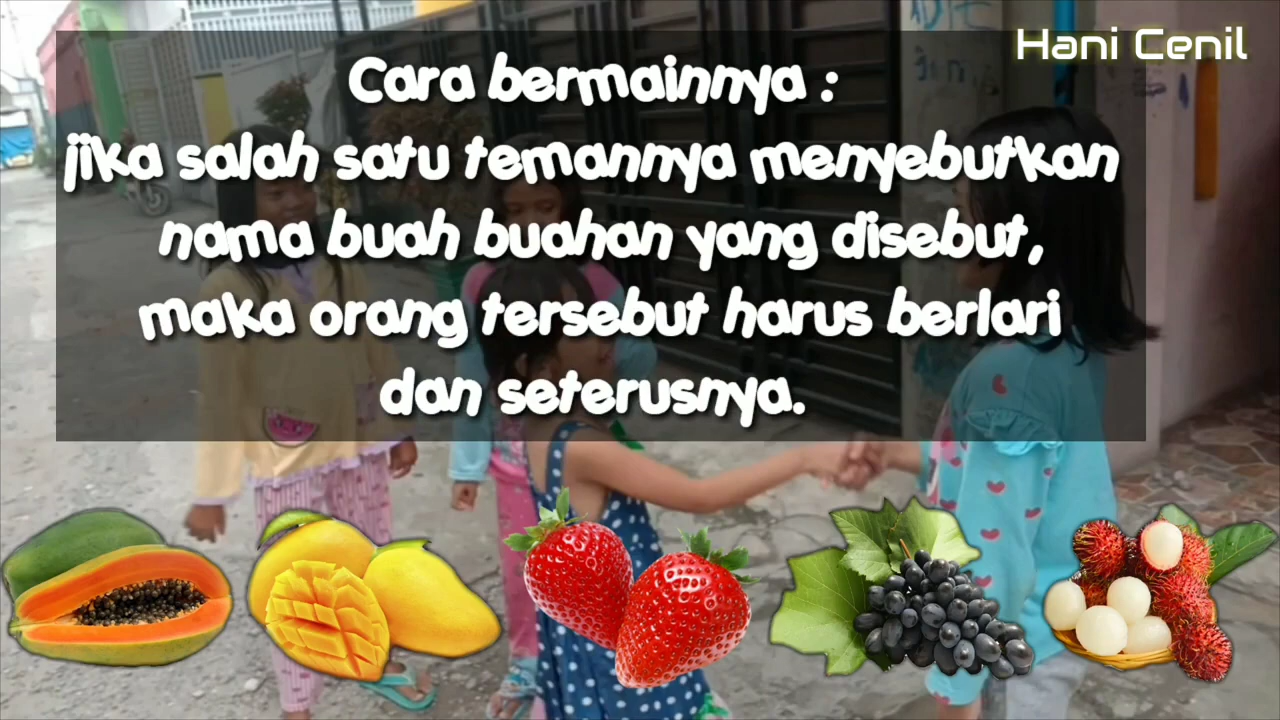 Hani Cenil
Cara bermainnya :
jika salah satu temannya menyebutkan
nama buah buahan yang disebut,
maka orang tersebut harus berlari
dan seterusnya.